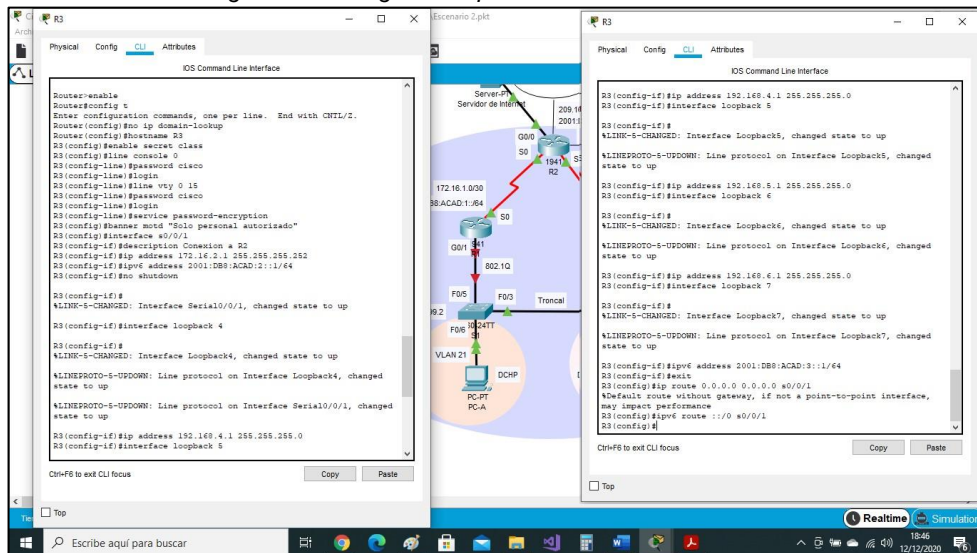 R3
Physical Config CLI Attributes
IOS Command Line Interface
Router>enable
Router#config t
Enter configuration commands, one per line. End with CNTL/Z.
Router(config)#no ip domain-lookup
Router(config)#hostname R3
R3(config)#enable secret class
R3(config)#line console 0
R3(config-line)#password cisco
R3(config-line)#login
R3(config-line)#line vty 0 15
R3(config-line)#password cisco
R3(config-line)#login
R3(config-line)#service password-encryption
R3(config)#banner motd "Solo personal autorizado"
R3(config)#interface s0/0/1
R3(config-if)#description Conexion a R2
R3(config-if)#ip address 172.16.2.1 255.255.255.252
R3(config-if)#ipv6 address 2001:DB8:ACAD:2::1/64
R3(config-if)#no shutdown
R3(config-if)#
%LINK-5-CHANGED: Interface Serial0/0/1, changed state to up
R3(config-if)#interface loopback 4
R3(config-if)#
%LINK-5-CHANGED: Interface Loopback4, changed state to up
%LINEPROTO-5-UPDOWN: Line protocol on Interface Loopback4, changed
state to up
%LINEPROTO-5-UPDOWN: Line protocol on Interface Serial0/0/1, changed
state to up
R3(config-if)#ip address 192.168.4.1 255.255.255.0
R3(config-if)#interface loopback 5
Ctrl+F6 to exit CLI focus
Copy Paste
Top
\Escenario 2.pkt
Server-PT
Servidor de Internet
209.1
2001:
G0/0
S0
1941
R2
172.16.1.0/30
:ACAD:1::/64
S0
G0/1
802.1Q
F0/5 F0/3 Troncal
F0/6
VLAN 21
DCHP
PC-PT
PC-A
R3
Physical Config CLI Attributes
IOS Command Line Interface
R3(config-if)#ip address 192.168.4.1 255.255.255.0
R3(config-if)#interface loopback 5
R3(config-if)#
%LINK-5-CHANGED: Interface Loopback5, changed state to up
%LINEPROTO-5-UPDOWN: Line protocol on Interface Loopback5, changed
state to up
R3(config-if)#ip address 192.168.5.1 255.255.255.0
R3(config-if)#interface loopback 6
R3(config-if)#
%LINK-5-CHANGED: Interface Loopback6, changed state to up
%LINEPROTO-5-UPDOWN: Line protocol on Interface Loopback6, changed
state to up
R3(config-if)#ip address 192.168.6.1 255.255.255.0
R3(config-if)#interface loopback 7
R3(config-if)#
%LINK-5-CHANGED: Interface Loopback7, changed state to up
%LINEPROTO-5-UPDOWN: Line protocol on Interface Loopback7, changed
state to up
R3(config-if)#ipv6 address 2001:DB8:ACAD:3::1/64
R3(config-if)#exit
R3(config)#ip route 0.0.0.0 0.0.0.0 s0/0/1
%Default route without gateway, if not a point-to-point interface,
may impact performance
R3(config)#ipv6 route ::/0 s0/0/1
R3(config)#
Ctrl+F6 to exit CLI focus
Copy Paste
Top
Realtime Simulation
Escribe aquí para buscar
18:46
12/12/2020